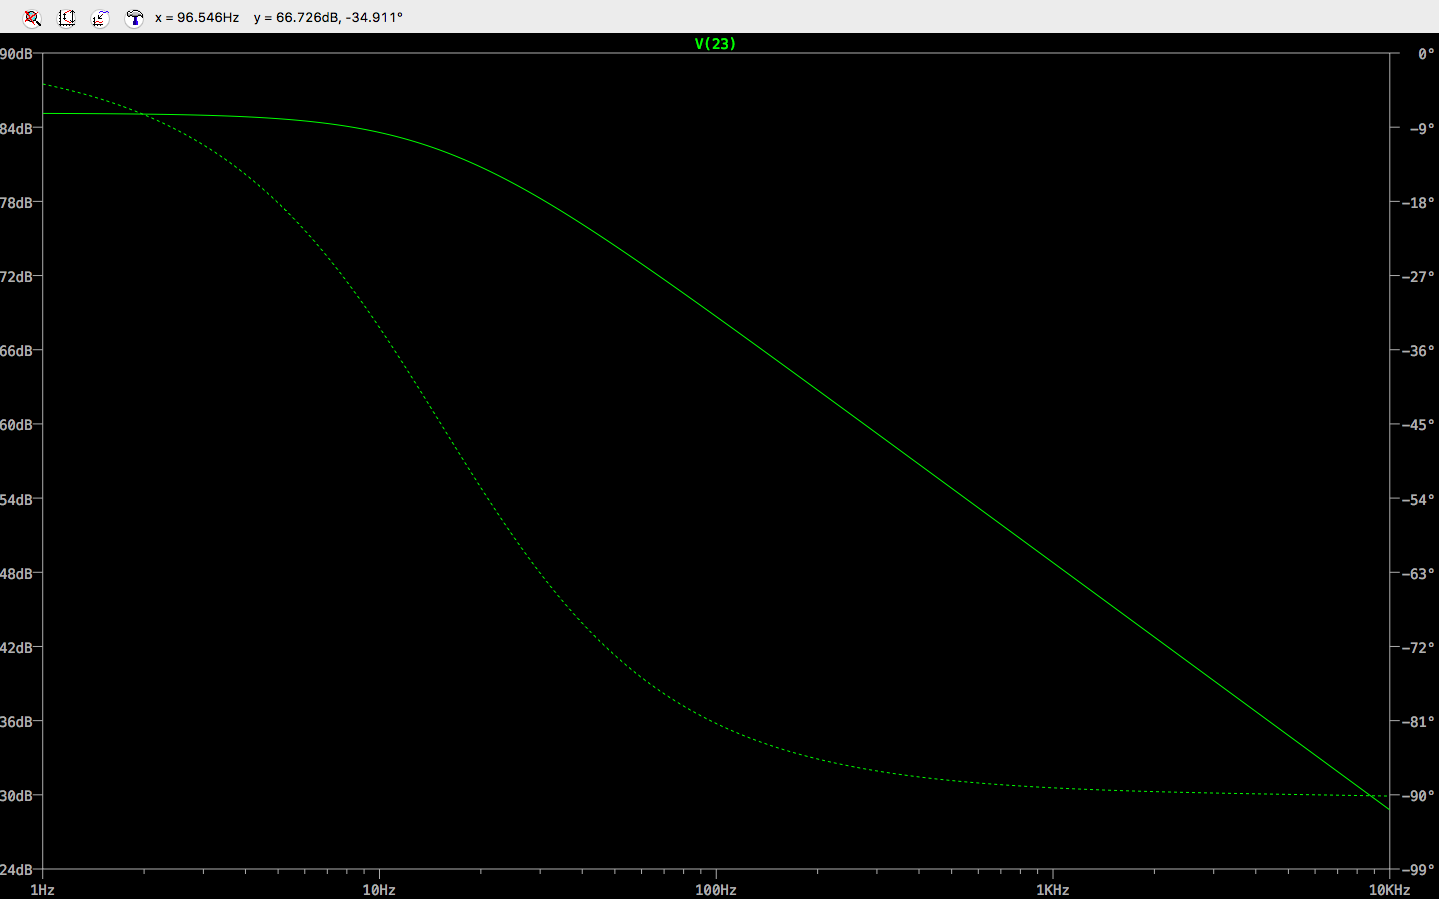 x = 96.546Hz y = 66.726dB, -34.911°
V(23)
90dB 0°
84dB -9°
78dB -18°
72dB -27°
66dB -36°
60dB -45°
54dB -54°
48dB -63°
42dB -72°
36dB -81°
30dB -90°
24dB -99°
1Hz 10Hz 100Hz 1KHz 10KHz